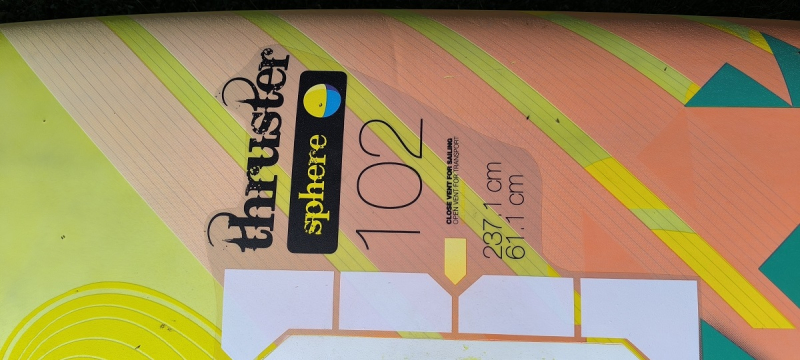 thruster
sphere
102
CLOSE VENT FOR SAILING
OPEN VENT FOR TRANSPORT
237.1 cm
61.1 cm